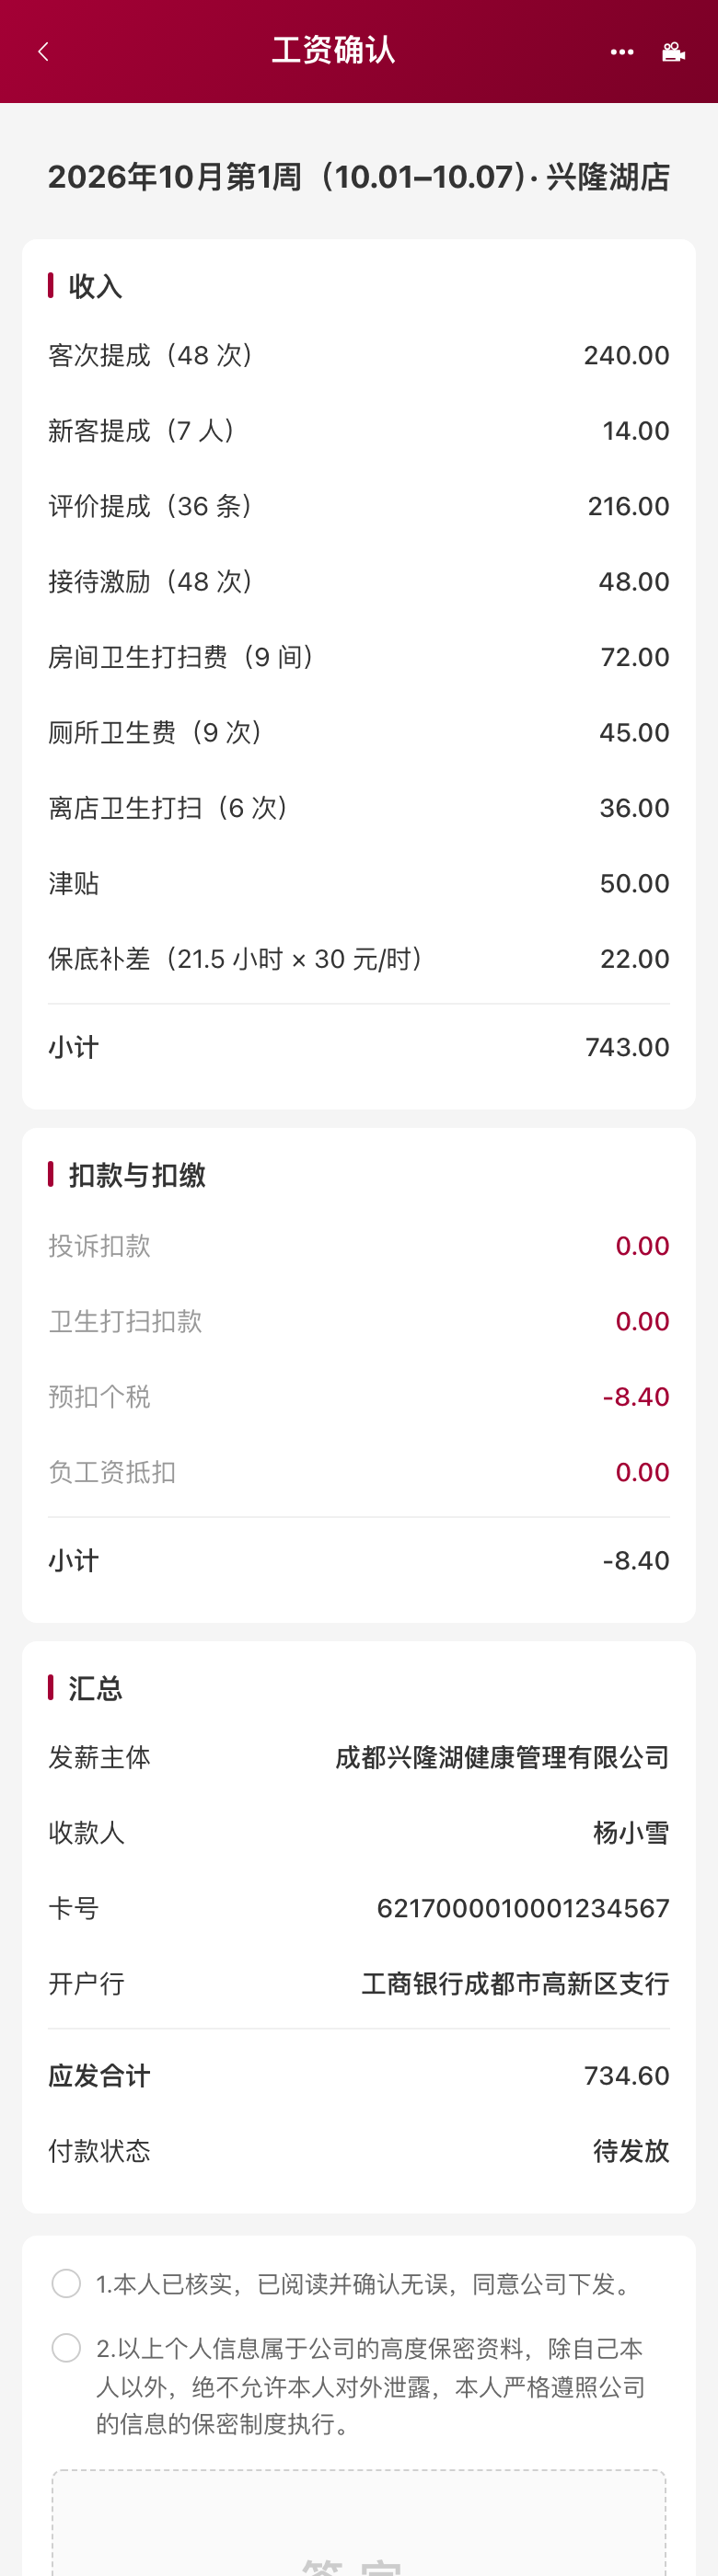 工资确认
2026年10月第1周（10.01–10.07）· 兴隆湖店
收入
客次提成（48 次） 240.00
新客提成（7 人） 14.00
评价提成（36 条） 216.00
接待激励（48 次） 48.00
房间卫生打扫费（9 间） 72.00
厕所卫生费（9 次） 45.00
离店卫生打扫（6 次） 36.00
津贴 50.00
保底补差（21.5 小时 × 30 元/时） 22.00
小计 743.00
扣款与扣缴
投诉扣款 0.00
卫生打扫扣款 0.00
预扣个税 -8.40
负工资抵扣 0.00
小计 -8.40
汇总
发薪主体 成都兴隆湖健康管理有限公司
收款人 杨小雪
卡号 6217000010001234567
开户行 工商银行成都市高新区支行
应发合计 734.60
付款状态 待发放
1.本人已核实，已阅读并确认无误，同意公司下发。
2.以上个人信息属于公司的高度保密资料，除自己本
人以外，绝不允许本人对外泄露，本人严格遵照公司
的信息的保密制度执行。